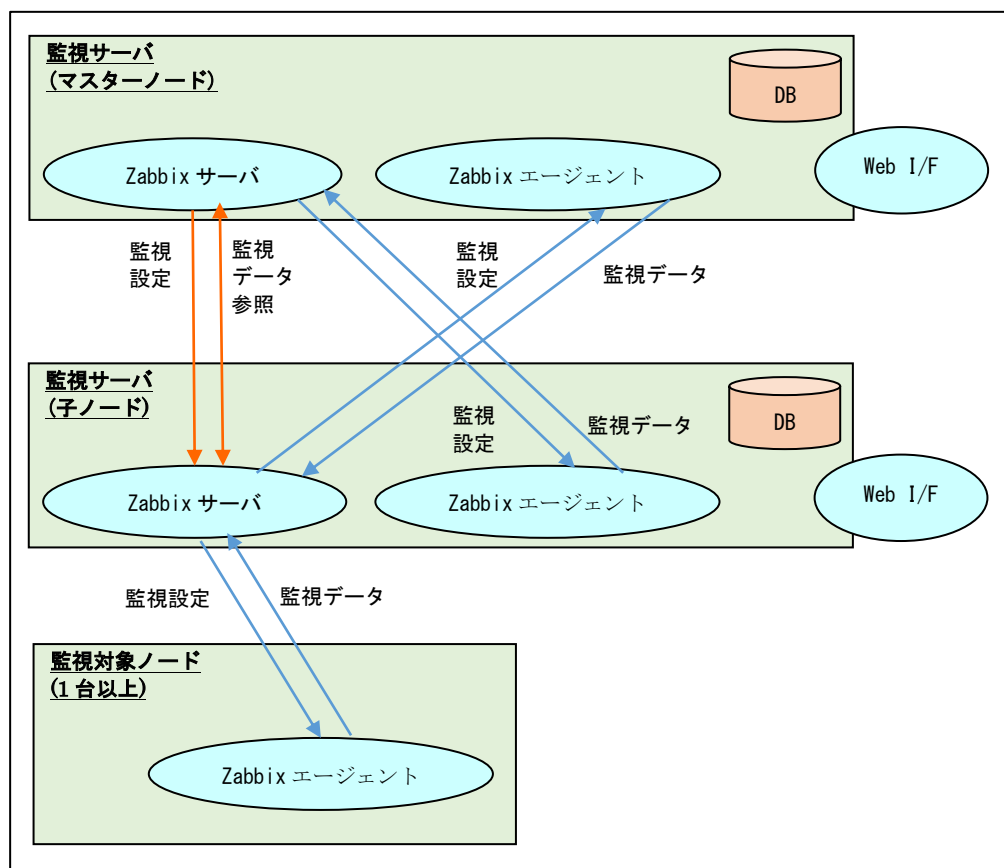 監視サーバ
(マスターノード)
DB
Zabbix サーバ
Zabbix エージェント
Web I/F
監視
設定
監視
データ
参照
監視
設定
監視データ
監視サーバ
(子ノード)
DB
監視
設定
監視データ
Zabbix サーバ
Zabbix エージェント
Web I/F
監視設定
監視データ
監視対象ノード
(1 台以上)
Zabbix エージェント